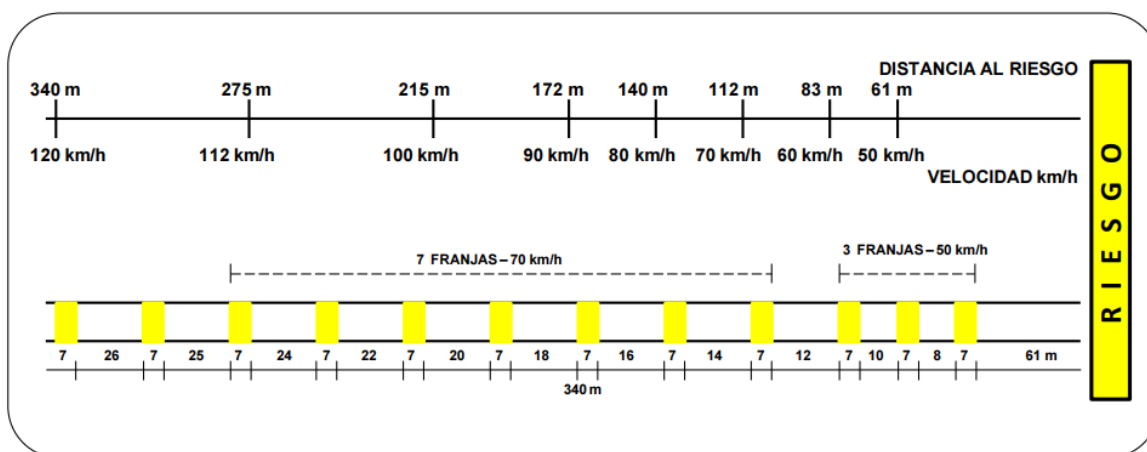 DISTANCIA AL RIESGO
340 m 275 m 215 m 172 m 140 m 112 m 83 m 61 m
120 km/h 112 km/h 100 km/h 90 km/h 80 km/h 70 km/h 60 km/h 50 km/h
VELOCIDAD km/h
RIESGO
7 FRANJAS – 70 km/h 3 FRANJAS – 50 km/h
7 26 7 25 7 24 7 22 7 20 7 18 7 16 7 14 7 12 7 10 7 8 7 61 m
340 m